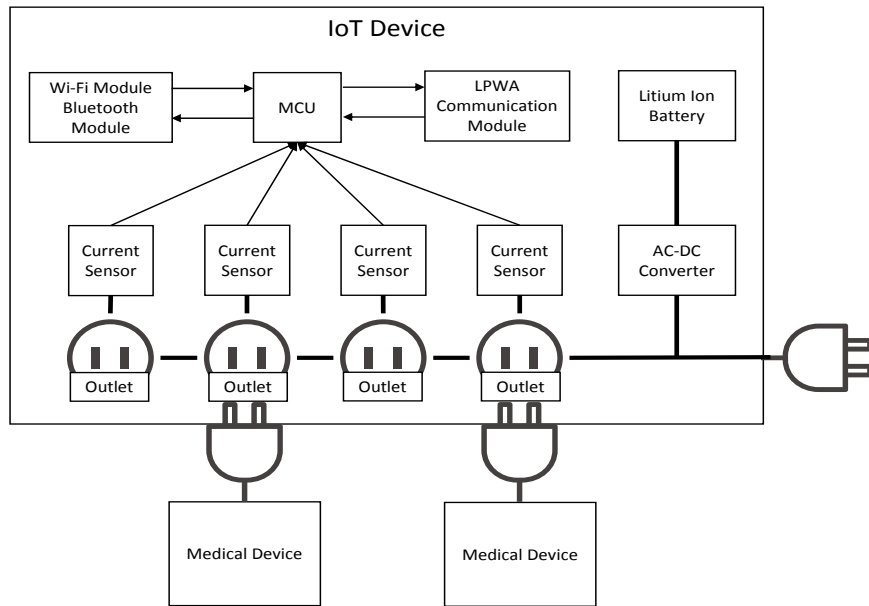 IoT Device
Wi-Fi Module
Bluetooth
Module
MCU
LPWA
Communication
Module
Litium Ion
Battery
Current
Sensor
Current
Sensor
Current
Sensor
Current
Sensor
AC-DC
Converter
Outlet
Outlet
Outlet
Outlet
Medical Device
Medical Device